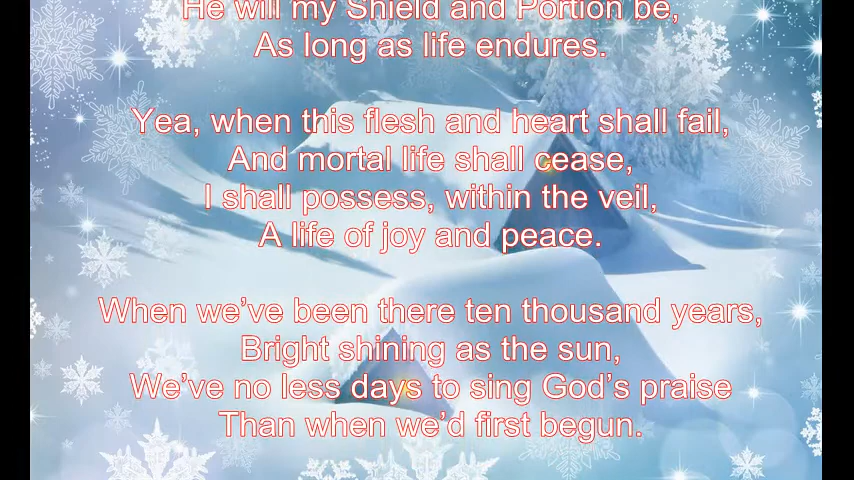 He will my Shield and Portion be,
As long as life endures.
Yea, when this flesh and heart shall fail,
And mortal life shall cease,
I shall possess, within the veil,
A life of joy and peace.
When we’ve been there ten thousand years,
Bright shining as the sun,
We’ve no less days to sing God’s praise
Than when we’d first begun.